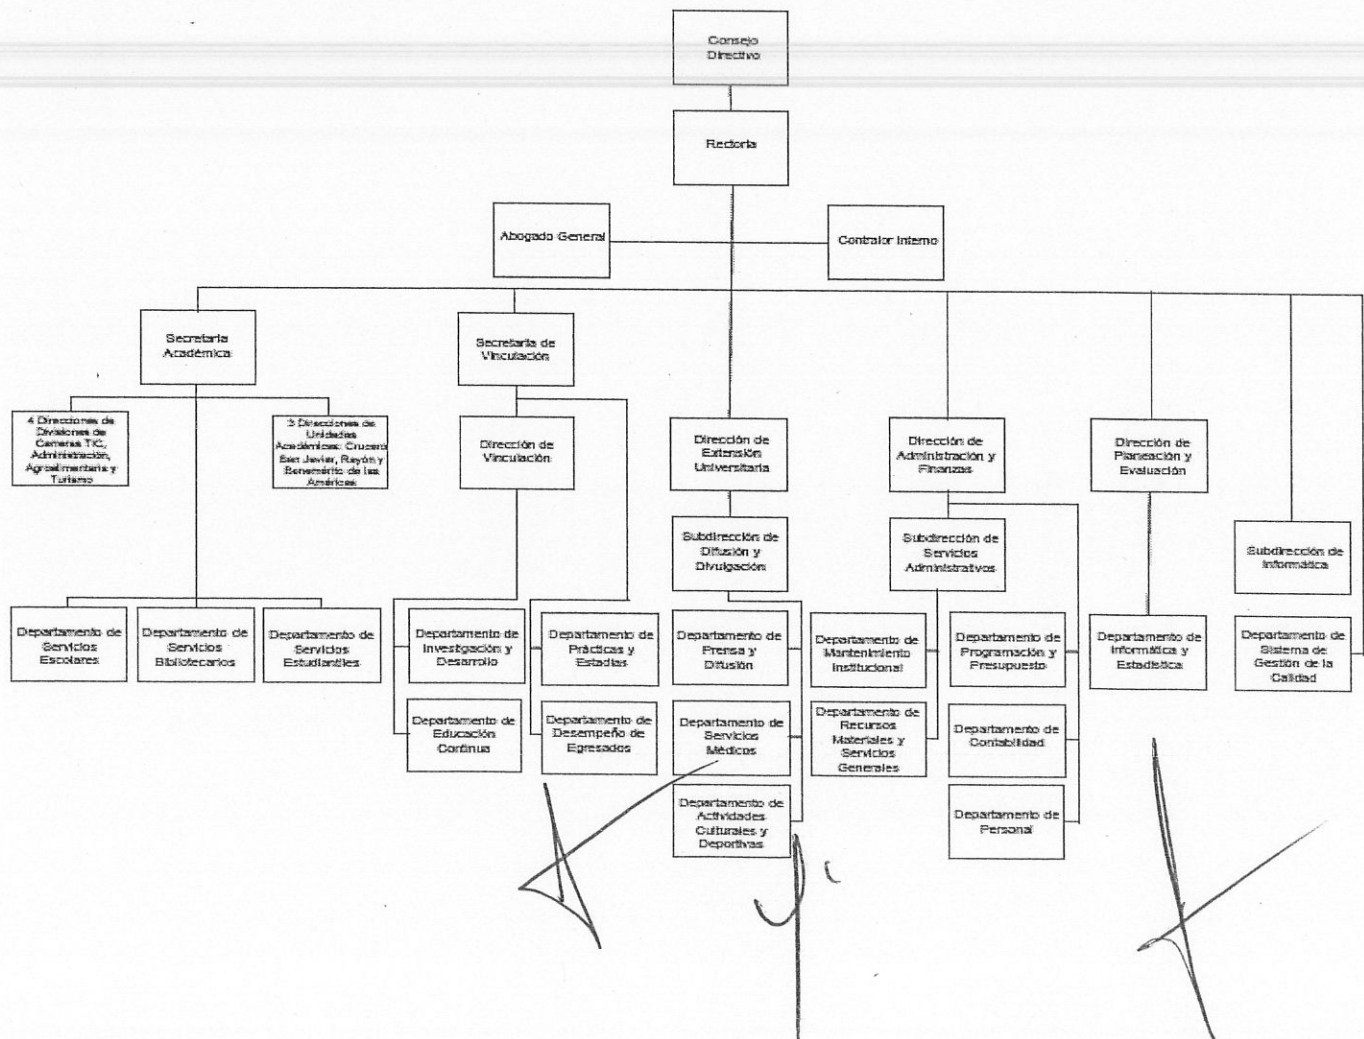 Consejo
Directivo
Rectoría
Abogado General
Contralor Interno
Secretaría
Académica
Secretaría de
Vinculación
4 Direcciones de
Divisiones de
Carreras TIC,
Administración,
Agroalimentaria y
Turismo
3 Direcciones de
Unidades
Académicas: Crucero
San Javier, Rayón y
Benemérito de las
Américas
Dirección de
Vinculación
Dirección de
Extensión
Universitaria
Dirección de
Administración y
Finanzas
Dirección de
Planeación y
Evaluación
Subdirección de
Difusión y
Divulgación
Subdirección de
Servicios
Administrativos
Subdirección de
Informática
Departamento de
Servicios
Escolares
Departamento de
Servicios
Bibliotecarios
Departamento de
Servicios
Estudiantiles
Departamento de
Investigación y
Desarrollo
Departamento de
Prácticas y
Estadías
Departamento de
Prensa y
Difusión
Departamento de
Mantenimiento
Institucional
Departamento de
Programación y
Presupuesto
Departamento de
Informática y
Estadística
Departamento de
Sistema de
Gestión de la
Calidad
Departamento de
Educación
Continua
Departamento de
Desempeño de
Egresados
Departamento de
Servicios
Médicos
Departamento de
Recursos
Materiales y
Servicios
Generales
Departamento de
Contabilidad
Departamento de
Actividades
Culturales y
Deportivas
Departamento de
Personal